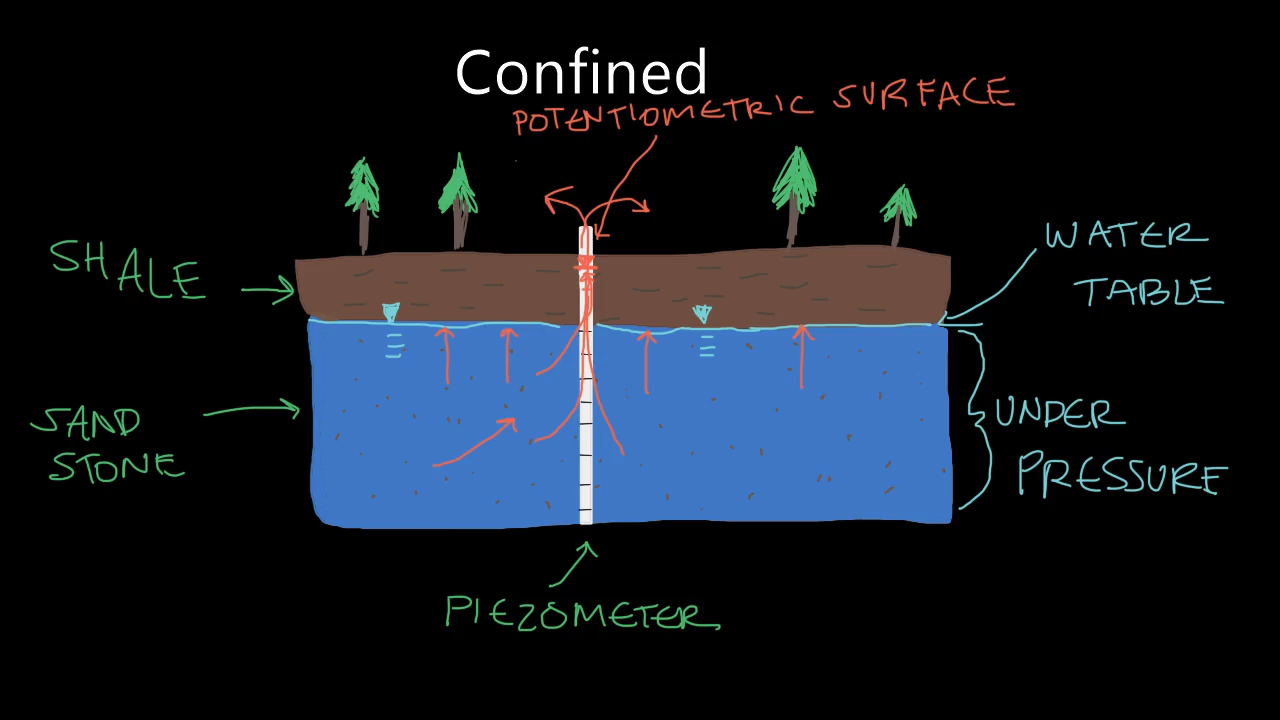 Confined
POTENTIOMETRIC SURFACE
WATER
TABLE
SHALE
SAND
STONE
UNDER
PRESSURE
PIEZOMETER